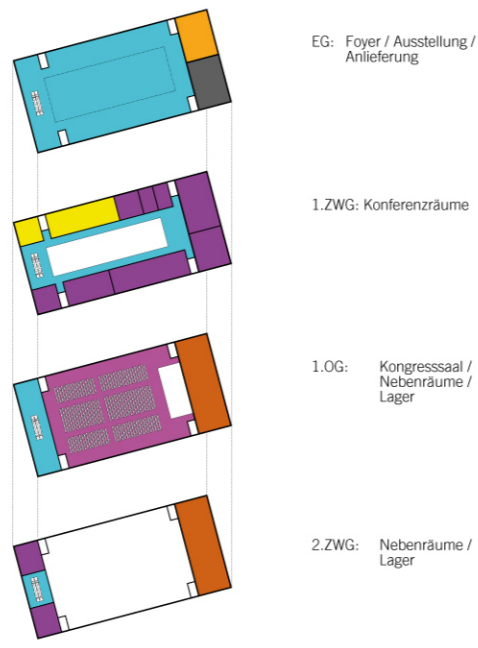 EG: Foyer / Ausstellung /
Anlieferung
1.ZWG: Konferenzräume
1.OG: Kongresssaal /
Nebenräume /
Lager
2.ZWG: Nebenräume /
Lager